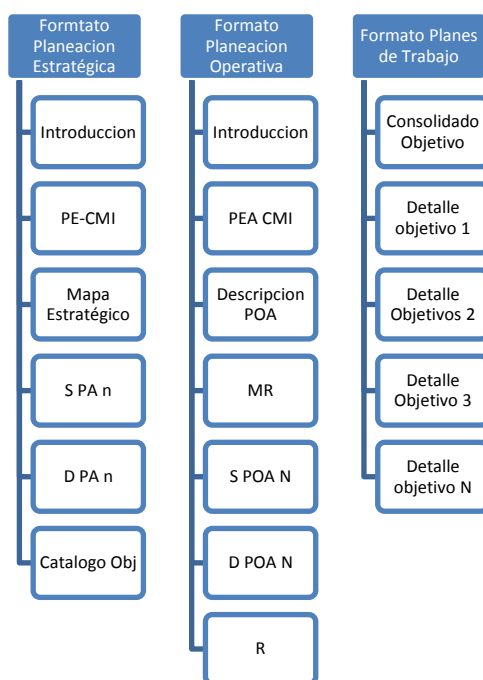 Formtato
Planeacion
Estratégica
Introduccion
PE-CMI
Mapa
Estratégico
S PA n
D PA n
Catalogo Obj
Formato
Planeacion
Operativa
Introduccion
PEA CMI
Descripcion
POA
MR
S POA N
D POA N
R
Formato Planes
de Trabajo
Consolidado
Objetivo
Detalle
objetivo 1
Detalle
Objetivos 2
Detalle
Objetivo 3
Detalle
objetivo N